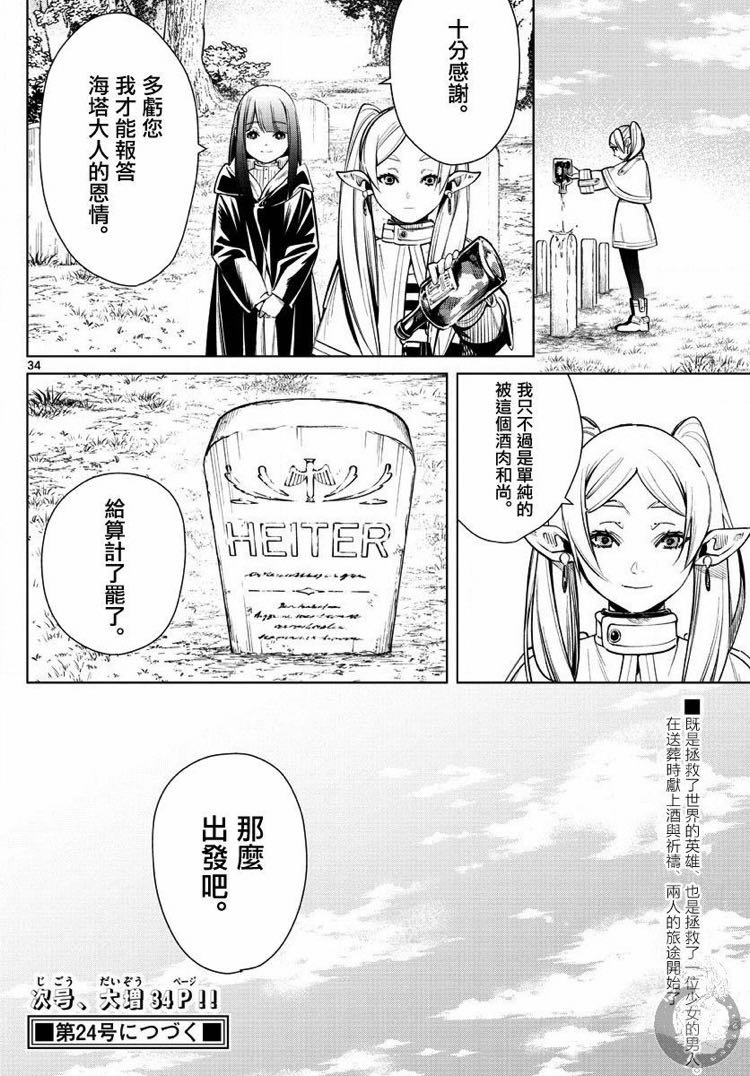 十分感謝。
多虧您
我才能報答
海塔大人的恩情。
34
我只不過是單純的
被這個酒肉和尚。
HEITER
給算計了罷了。
那麼
出發吧。
■既是拯救了世界的英雄、也是拯救了一位少女的男人。
在送葬時獻上酒與祈禱、兩人的旅途開始了
じごう だいぞう ページ
次号、大増34P!!
■第24号につづく■